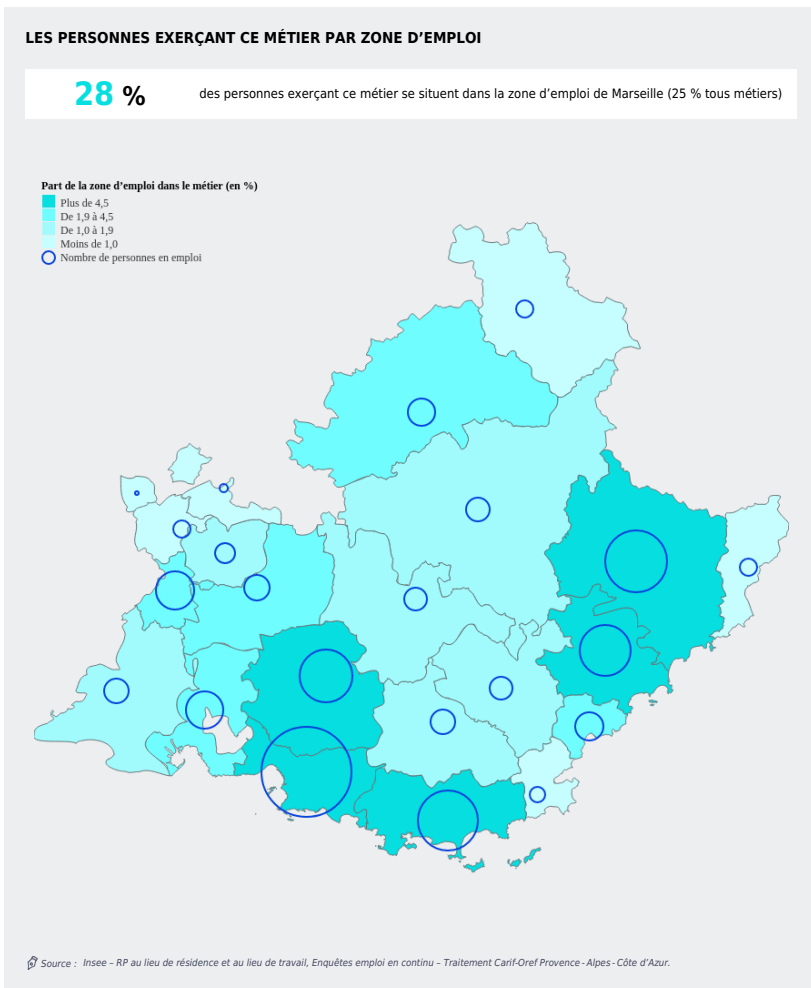 LES PERSONNES EXERÇANT CE MÉTIER PAR ZONE D’EMPLOI
28 % des personnes exerçant ce métier se situent dans la zone d’emploi de Marseille (25 % tous métiers)
Part de la zone d’emploi dans le métier (en %)
Plus de 4,5
De 1,9 à 4,5
De 1,0 à 1,9
Moins de 1,0
Nombre de personnes en emploi
Source : Insee – RP au lieu de résidence et au lieu de travail, Enquêtes emploi en continu – Traitement Carif-Oref Provence - Alpes - Côte d’Azur.